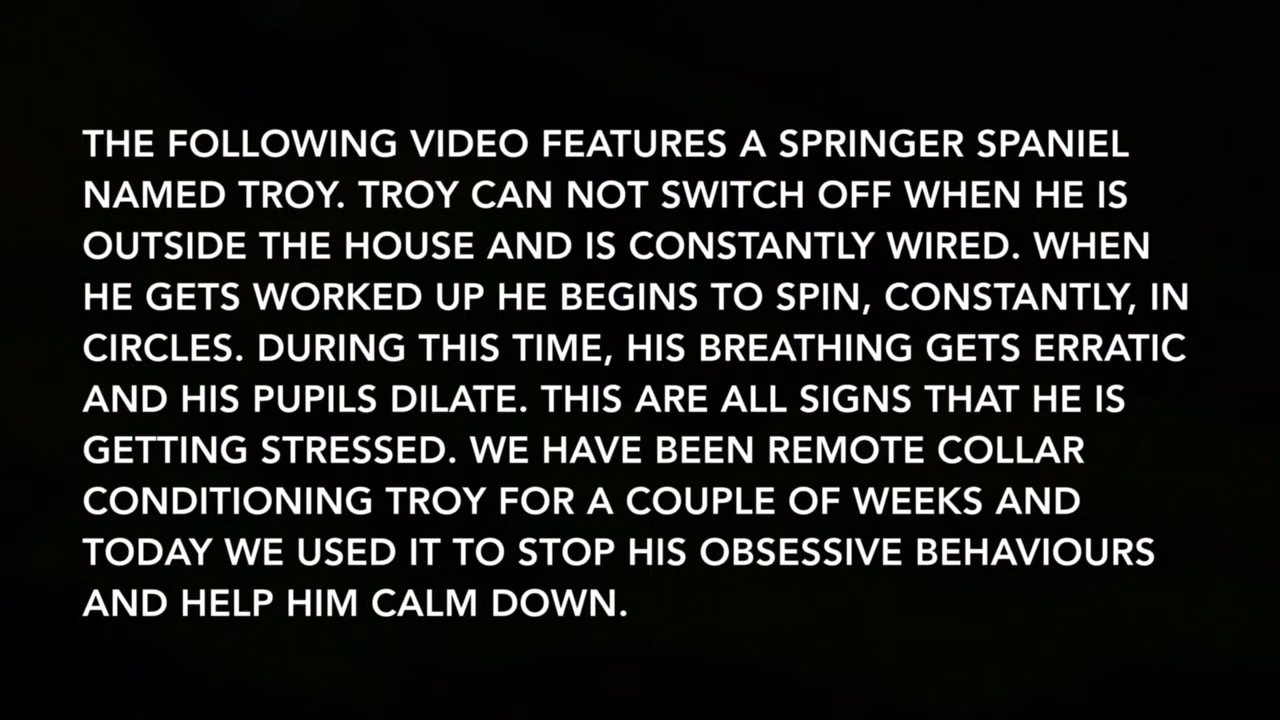 THE FOLLOWING VIDEO FEATURES A SPRINGER SPANIEL
NAMED TROY. TROY CAN NOT SWITCH OFF WHEN HE IS
OUTSIDE THE HOUSE AND IS CONSTANTLY WIRED. WHEN
HE GETS WORKED UP HE BEGINS TO SPIN, CONSTANTLY, IN
CIRCLES. DURING THIS TIME, HIS BREATHING GETS ERRATIC
AND HIS PUPILS DILATE. THIS ARE ALL SIGNS THAT HE IS
GETTING STRESSED. WE HAVE BEEN REMOTE COLLAR
CONDITIONING TROY FOR A COUPLE OF WEEKS AND
TODAY WE USED IT TO STOP HIS OBSESSIVE BEHAVIOURS
AND HELP HIM CALM DOWN.